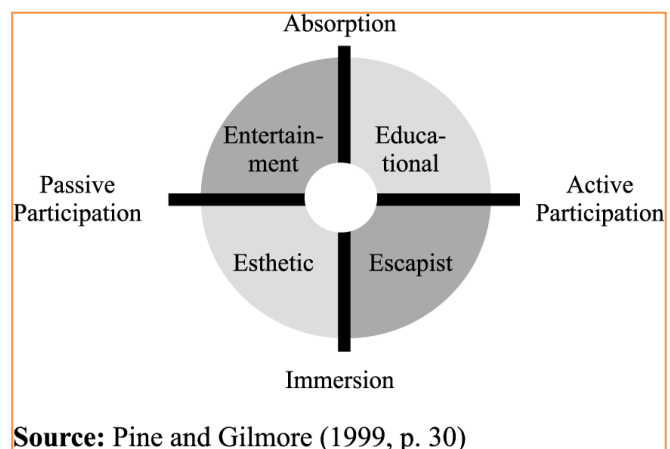 Absorption
Entertain-
ment
Educa-
tional
Passive
Participation
Active
Participation
Esthetic
Escapist
Immersion
Source: Pine and Gilmore (1999, p. 30)